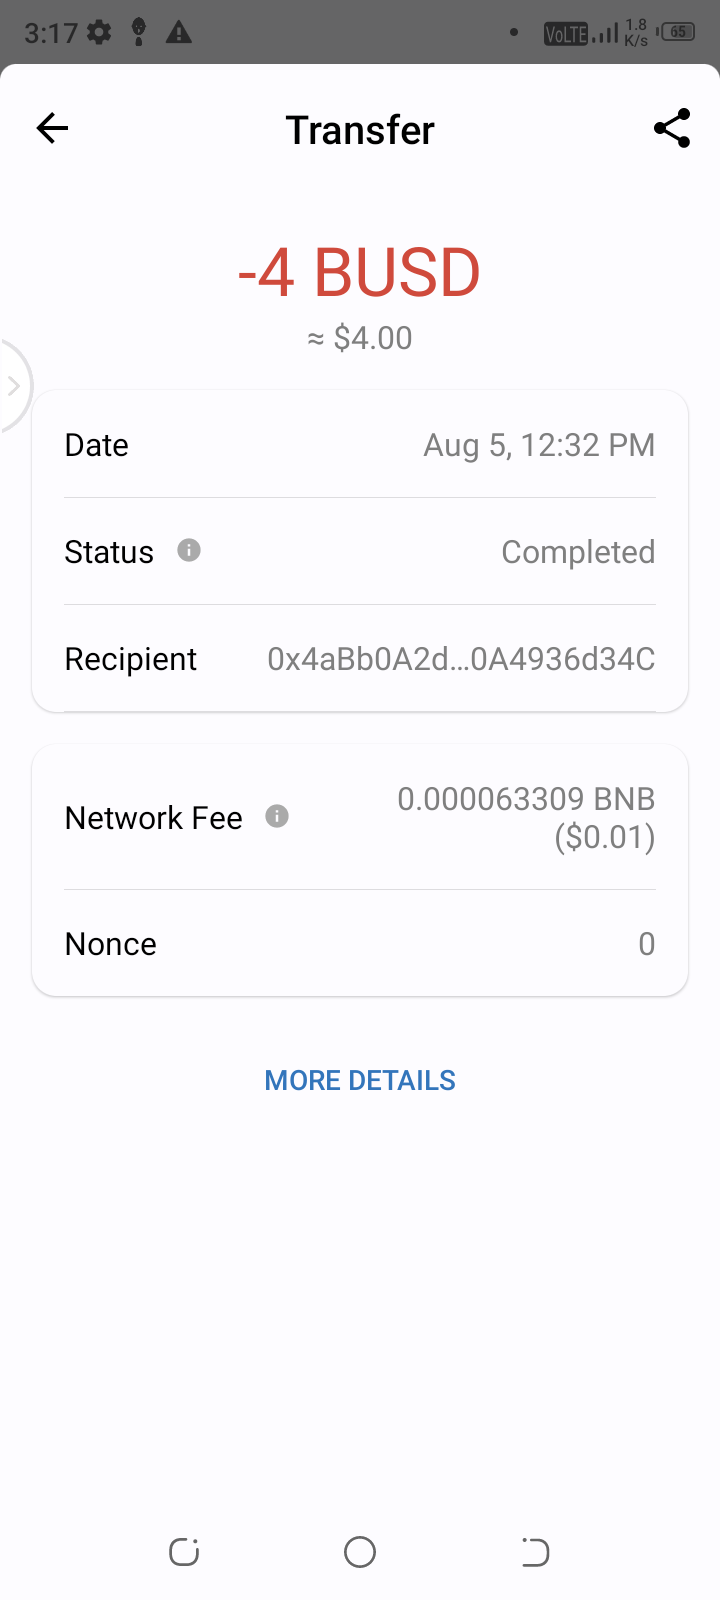 3:17 VoLTE 1.8 K/s 65
Transfer
-4 BUSD
≈ $4.00
Date Aug 5, 12:32 PM
Status Completed
Recipient 0x4aBb0A2d...0A4936d34C
Network Fee 0.000063309 BNB
($0.01)
Nonce 0
MORE DETAILS